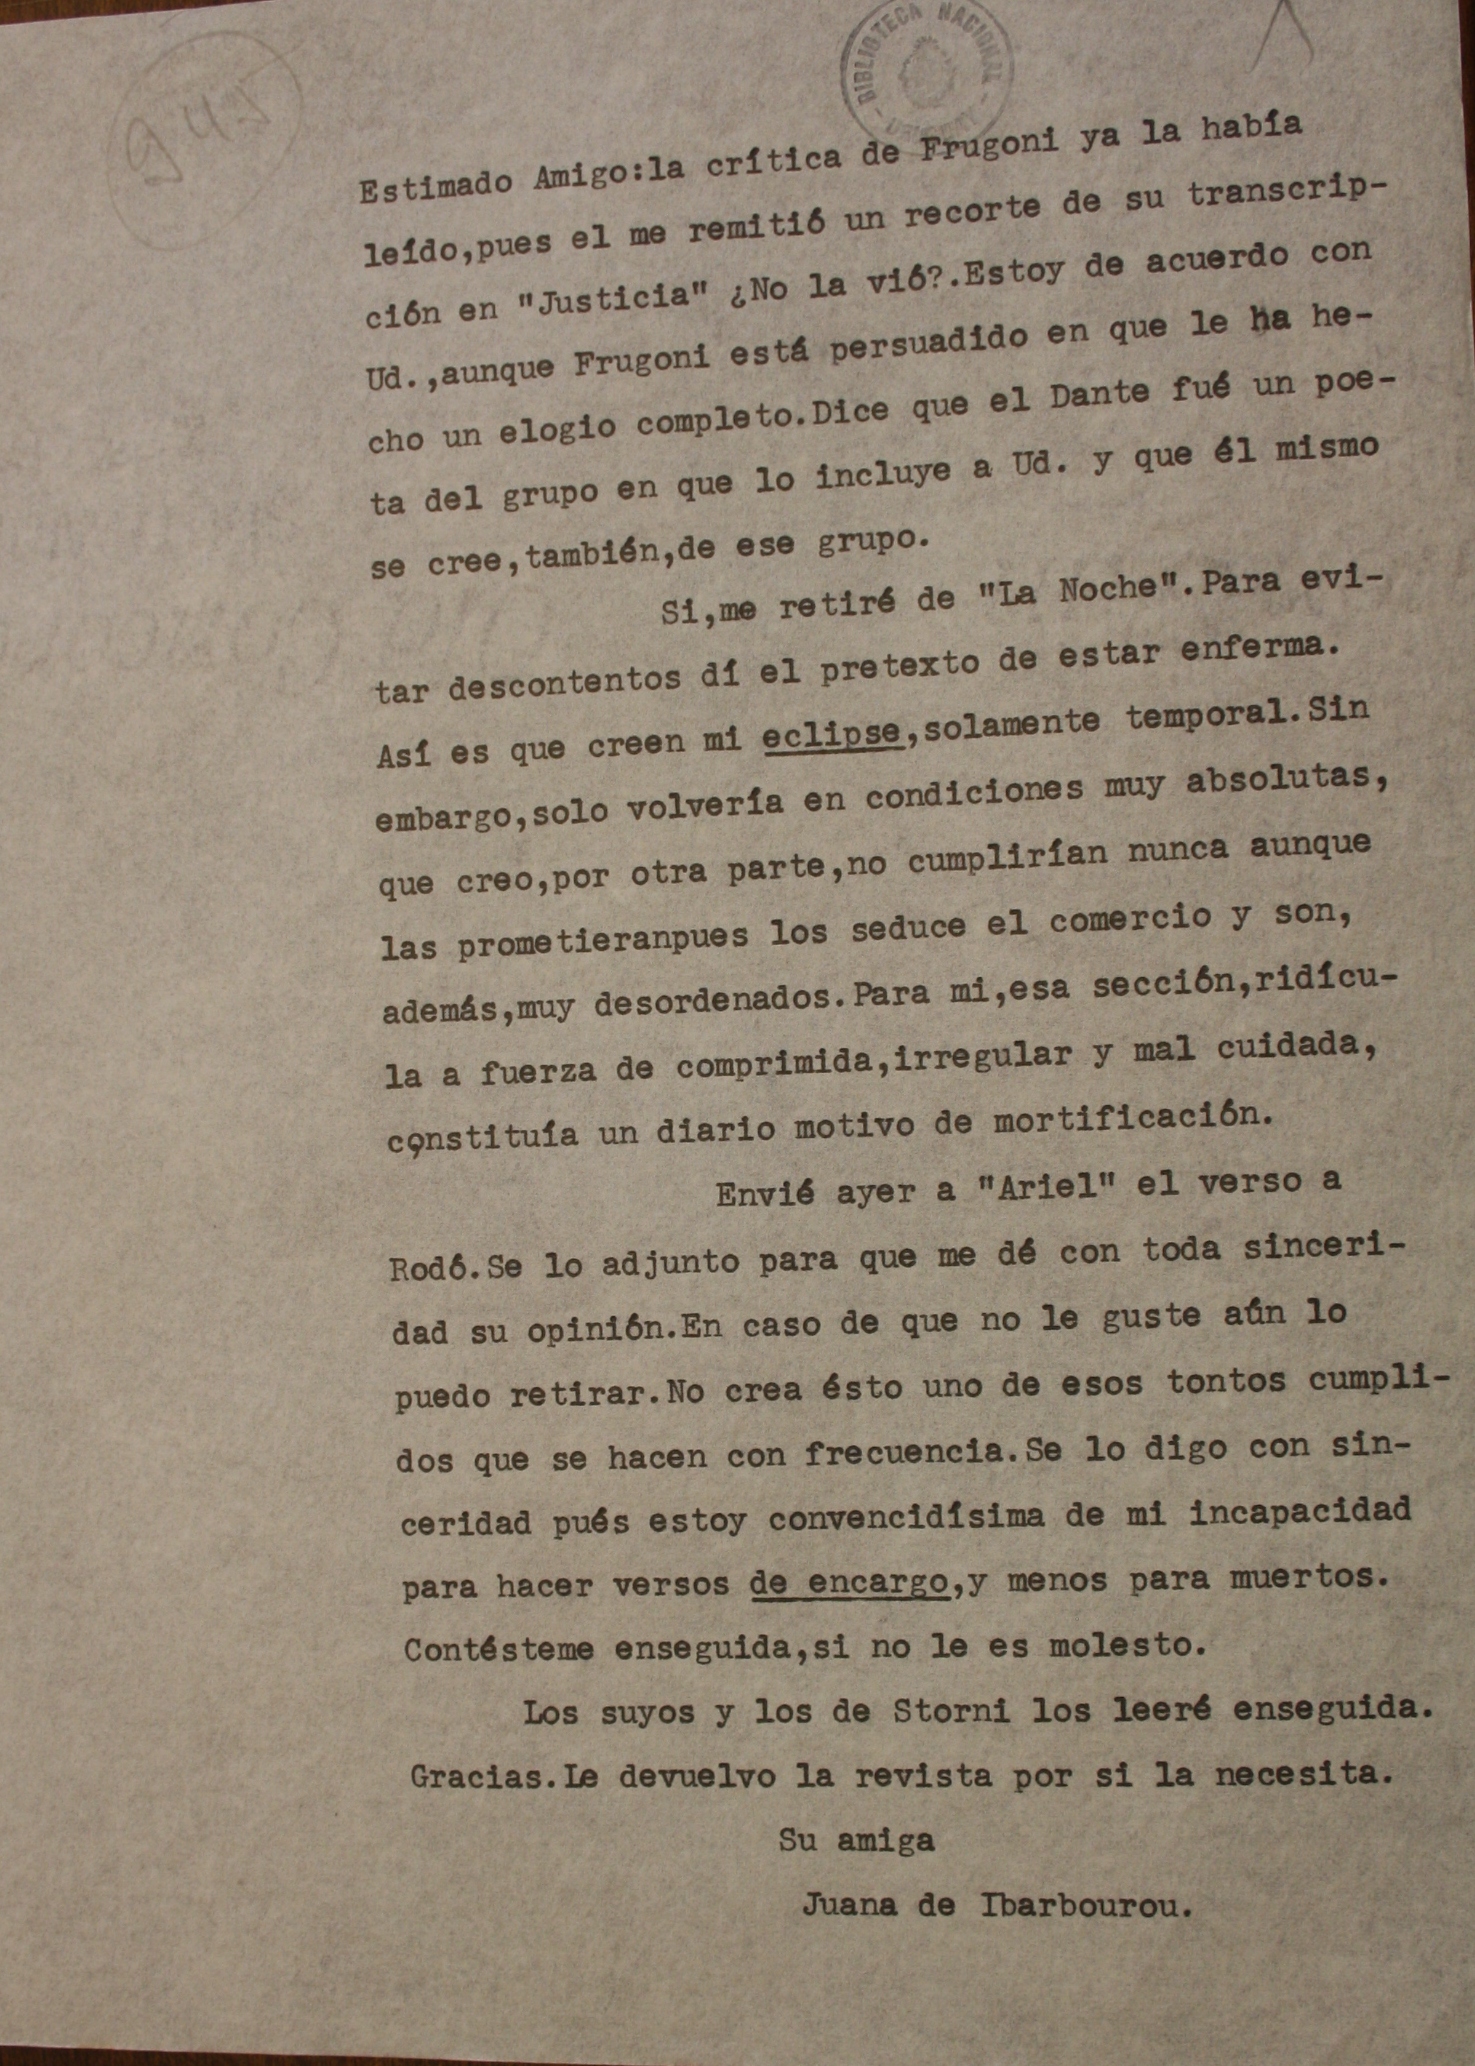 945
BIBLIOTECA NACIONAL
Estimado Amigo:la crítica de Frugoni ya la había
leído,pues el me remitió un recorte de su transcrip-
ción en "Justicia" ¿No la vió?.Estoy de acuerdo con
Ud.,aunque Frugoni está persuadido en que le ha he-
cho un elogio completo.Dice que el Dante fué un poe-
ta del grupo en que lo incluye a Ud. y que él mismo
se cree,también,de ese grupo.
Si,me retiré de "La Noche".Para evi-
tar descontentos dí el pretexto de estar enferma.
Así es que creen mi eclipse,solamente temporal.Sin
embargo,solo volvería en condiciones muy absolutas,
que creo,por otra parte,no cumplirían nunca aunque
las prometieranpues los seduce el comercio y son,
además,muy desordenados.Para mi,esa sección,ridícu-
la a fuerza de comprimida,irregular y mal cuidada,
constituía un diario motivo de mortificación.
Envié ayer a "Ariel" el verso a
Rodó.Se lo adjunto para que me dé con toda sinceri-
dad su opinión.En caso de que no le guste aún lo
puedo retirar.No crea ésto uno de esos tontos cumpli-
dos que se hacen con frecuencia.Se lo digo con sin-
ceridad pués estoy convencidísima de mi incapacidad
para hacer versos de encargo,y menos para muertos.
Contésteme enseguida,si no le es molesto.
Los suyos y los de Storni los leeré enseguida.
Gracias.Le devuelvo la revista por si la necesita.
Su amiga
Juana de Ibarbourou.